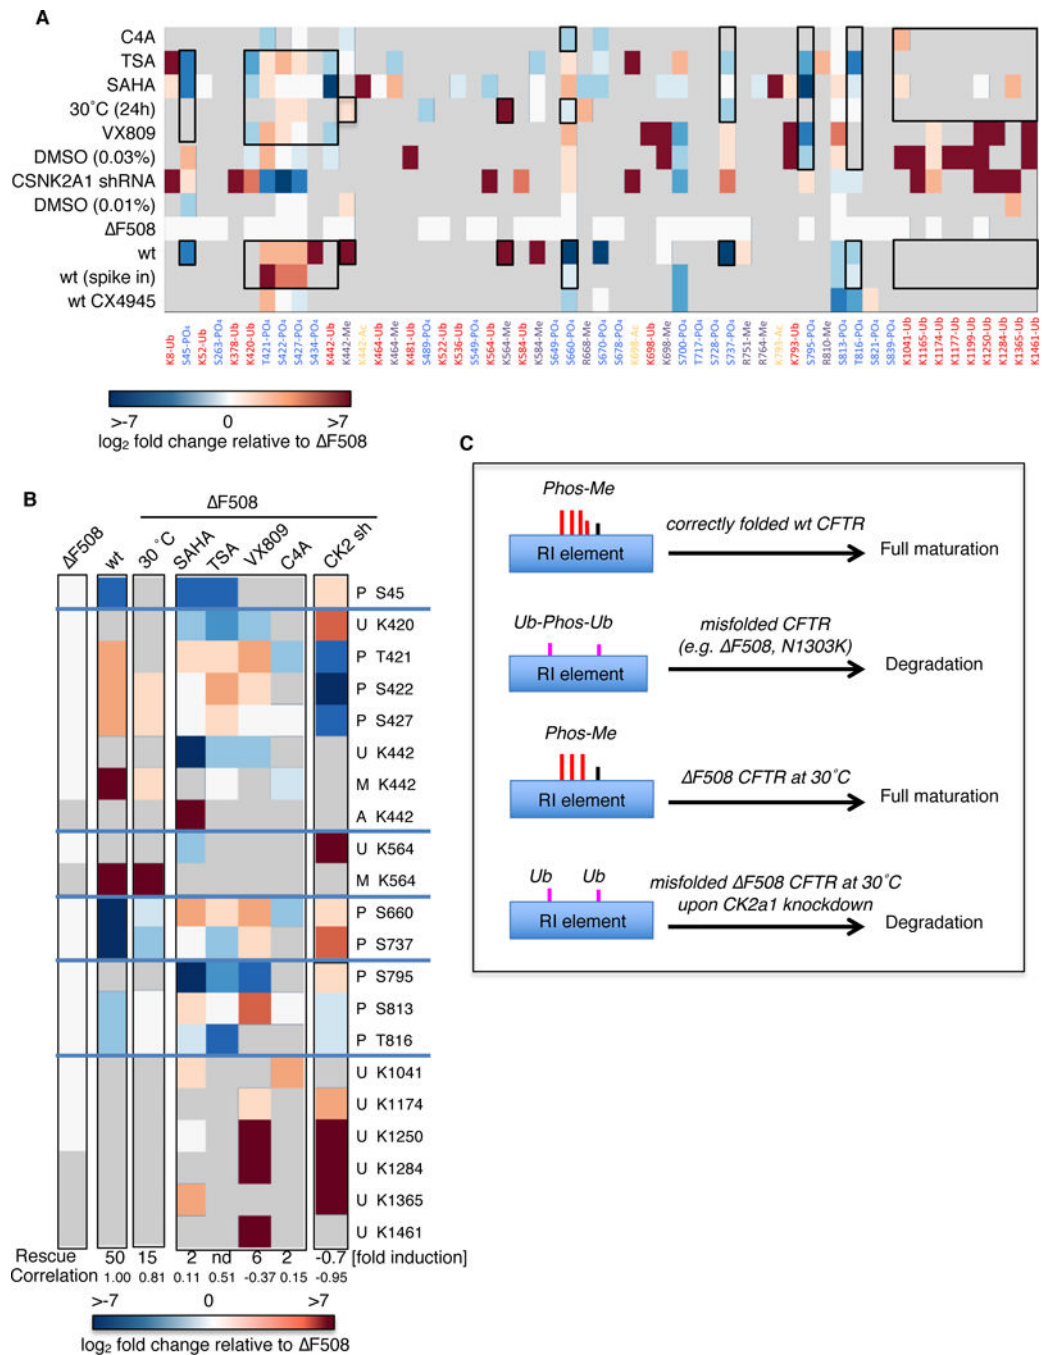 A
C4A
TSA
SAHA
30˚C (24h)
VX809
DMSO (0.03%)
CSNK2A1 shRNA
DMSO (0.01%)
ΔF508
wt
wt (spike in)
wt CX4945
K8-Ub
S45-PO₄
K52-Ub
S263-PO₄
K378-Ub
K420-Ub
T421-PO₄
S422-PO₄
S427-PO₄
S434-PO₄
K442-Ub
K442-Me
K442-Ac
K464-Ub
K464-Me
K481-Ub
S489-PO₄
K522-Ub
K536-Ub
S549-PO₄
K564-Ub
K564-Me
K584-Ub
K584-Me
S649-PO₄
S660-PO₄
R668-Me
S670-PO₄
S678-PO₄
K698-Ac
K698-Ub
K698-Me
S700-PO₄
T717-PO₄
S728-PO₄
S737-PO₄
R751-Me
R764-Me
K793-Ac
K793-Ub
S795-PO₄
R810-Me
S813-PO₄
T816-PO₄
S821-PO₄
S839-PO₄
K1041-Ub
K1165-Ub
K1174-Ub
K1177-Ub
K1199-Ub
K1250-Ub
K1284-Ub
K1365-Ub
K1461-Ub
>-7 0 >7
log₂ fold change relative to ΔF508
B
ΔF508
ΔF508
wt
30 ˚C
SAHA
TSA
VX809
C4A
CK2 sh
P S45
U K420
P T421
P S422
P S427
U K442
M K442
A K442
U K564
M K564
P S660
P S737
P S795
P S813
P T816
U K1041
U K1174
U K1250
U K1284
U K1365
U K1461
Rescue 50 15 2 nd 6 2 -0.7 [fold induction]
Correlation 1.00 0.81 0.11 0.51 -0.37 0.15 -0.95
>-7 0 >7
log₂ fold change relative to ΔF508
C
Phos-Me
RI element
correctly folded wt CFTR
Full maturation
Ub-Phos-Ub
RI element
misfolded CFTR
(e.g. ΔF508, N1303K)
Degradation
Phos-Me
RI element
ΔF508 CFTR at 30˚C
Full maturation
Ub Ub
RI element
misfolded ΔF508 CFTR at 30˚C
upon CK2a1 knockdown
Degradation